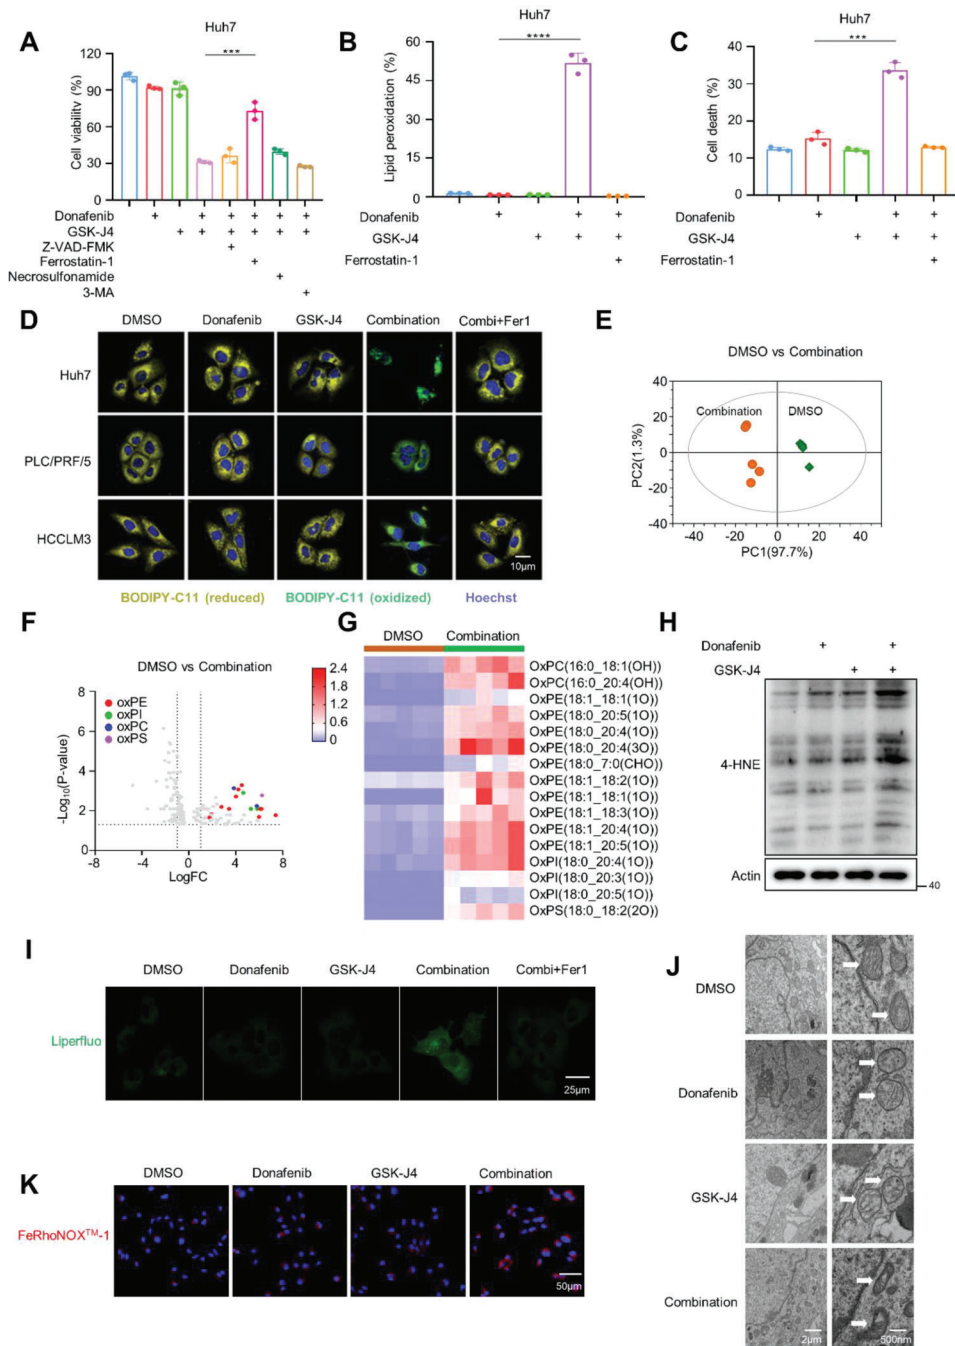 A
Huh7
***
Cell viability (%)
120
90
60
30
0
Donafenib + + + + + + +
GSK-J4 + + + + + +
Z-VAD-FMK +
Ferrostatin-1 +
Necrosulfonamide +
3-MA +
B
Huh7
****
Lipid peroxidation (%)
60
45
30
15
0
Donafenib + + +
GSK-J4 + + +
Ferrostatin-1 +
C
Huh7
***
Cell death (%)
40
30
20
10
0
Donafenib + + +
GSK-J4 + + +
Ferrostatin-1 +
D
DMSO Donafenib GSK-J4 Combination Combi+Fer1
Huh7
PLC/PRF/5
HCCLM3
10μm
BODIPY-C11 (reduced) BODIPY-C11 (oxidized) Hoechst
E
DMSO vs Combination
Combination DMSO
PC2(1.3%)
40
20
0
-20
-40
-40 -20 0 20 40
PC1(97.7%)
F
DMSO vs Combination
oxPE
oxPI
oxPC
oxPS
-Log10(P-value)
8
6
4
2
0
-8 -4 0 4 8
LogFC
G
DMSO Combination
2.4
1.8
1.2
0.6
0
OxPC(16:0_18:1(OH))
OxPC(16:0_20:4(OH))
OxPE(18:1_18:1(1O))
OxPE(18:0_20:5(1O))
OxPE(18:0_20:4(1O))
OxPE(18:0_20:4(3O))
OxPE(18:0_7:0(CHO))
OxPE(18:1_18:2(1O))
OxPE(18:1_18:1(1O))
OxPE(18:1_18:3(1O))
OxPE(18:1_20:4(1O))
OxPE(18:1_20:5(1O))
OxPI(18:0_20:4(1O))
OxPI(18:0_20:3(1O))
OxPI(18:0_20:5(1O))
OxPS(18:0_18:2(2O))
H
Donafenib + +
GSK-J4 + +
4-HNE
Actin
40
I
DMSO Donafenib GSK-J4 Combination Combi+Fer1
Liperfluo
25μm
J
DMSO
Donafenib
GSK-J4
Combination
2μm
500nm
K
DMSO Donafenib GSK-J4 Combination
FeRhoNOX™-1
50μm